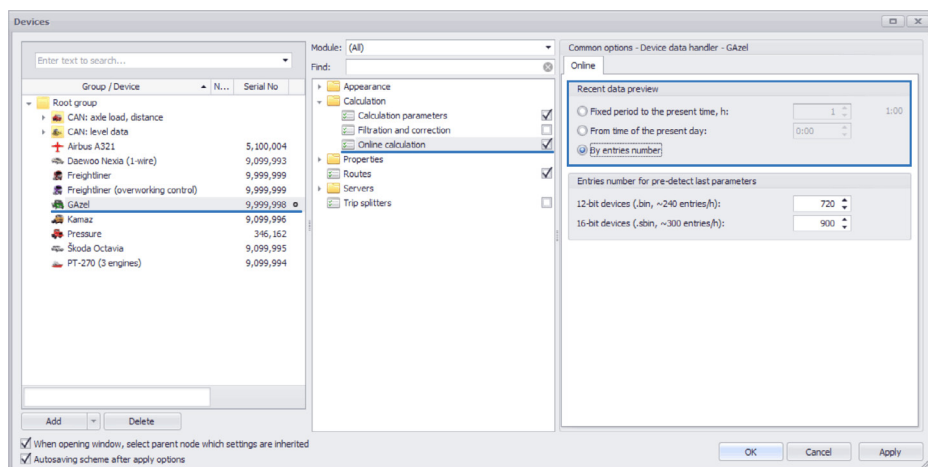 Devices
Enter text to search...
Group / Device N... Serial No
Root group
CAN: axle load, distance
CAN: level data
Airbus A321 5,100,004
Daewoo Nexia (1-wire) 9,099,993
Freightliner 9,999,999
Freightliner (overworking control) 9,999,999
GAzel 9,999,998
Kamaz 9,099,996
Pressure 346,162
Škoda Octavia 9,099,995
PT-270 (3 engines) 9,099,994
Add Delete
When opening window, select parent node which settings are inherited
Autosaving scheme after apply options
Module: (All)
Find:
Appearance
Calculation
Calculation parameters
Filtration and correction
Online calculation
Properties
Routes
Servers
Trip splitters
Common options - Device data handler - GAzel
Online
Recent data preview
Fixed period to the present time, h: 1 1:00
From time of the present day: 0:00
By entries number
Entries number for pre-detect last parameters
12-bit devices (.bin, ~240 entries/h): 720
16-bit devices (.sbin, ~300 entries/h): 900
OK Cancel Apply